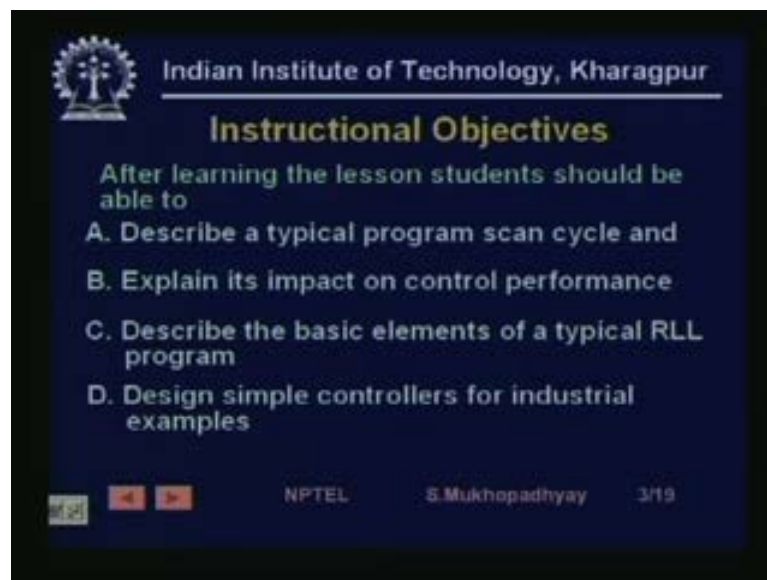 Indian Institute of Technology, Kharagpur
Instructional Objectives
After learning the lesson students should be
able to
A. Describe a typical program scan cycle and
B. Explain its impact on control performance
C. Describe the basic elements of a typical RLL
program
D. Design simple controllers for industrial
examples
NPTEL S.Mukhopadhyay 3/19